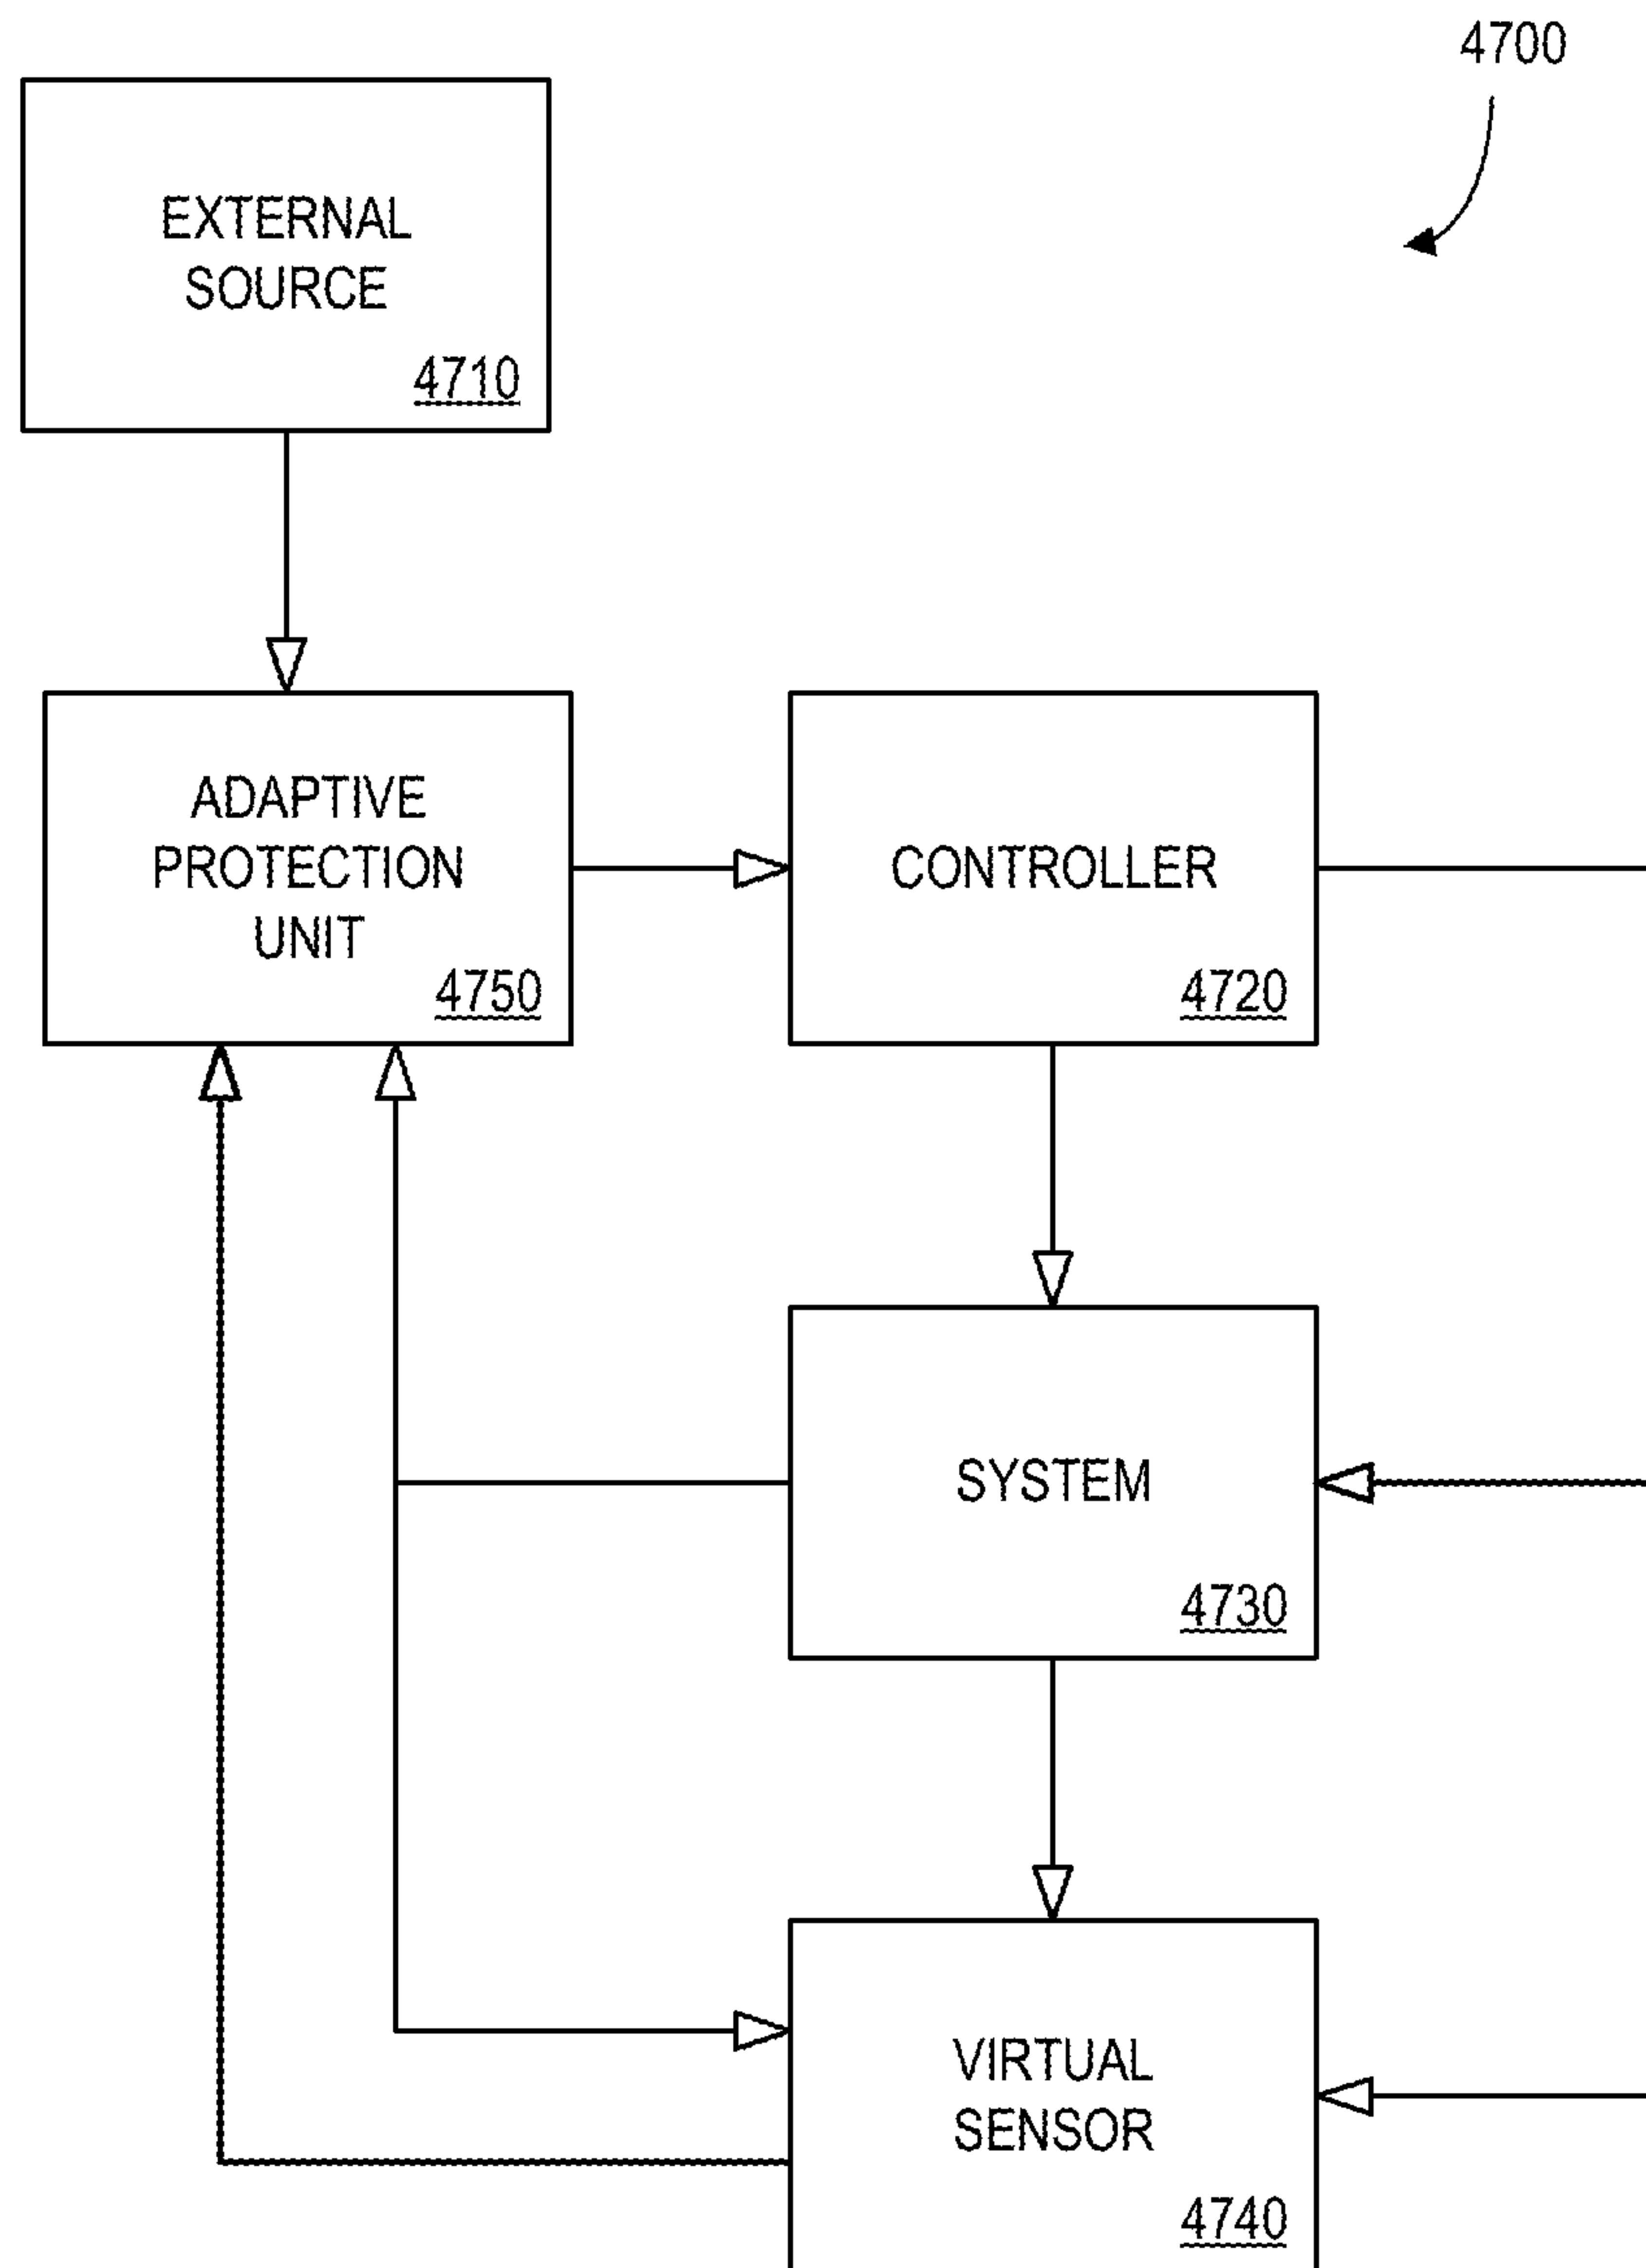 4700
EXTERNAL
SOURCE
4710
ADAPTIVE
PROTECTION
UNIT
4750
CONTROLLER
4720
SYSTEM
4730
VIRTUAL
SENSOR
4740